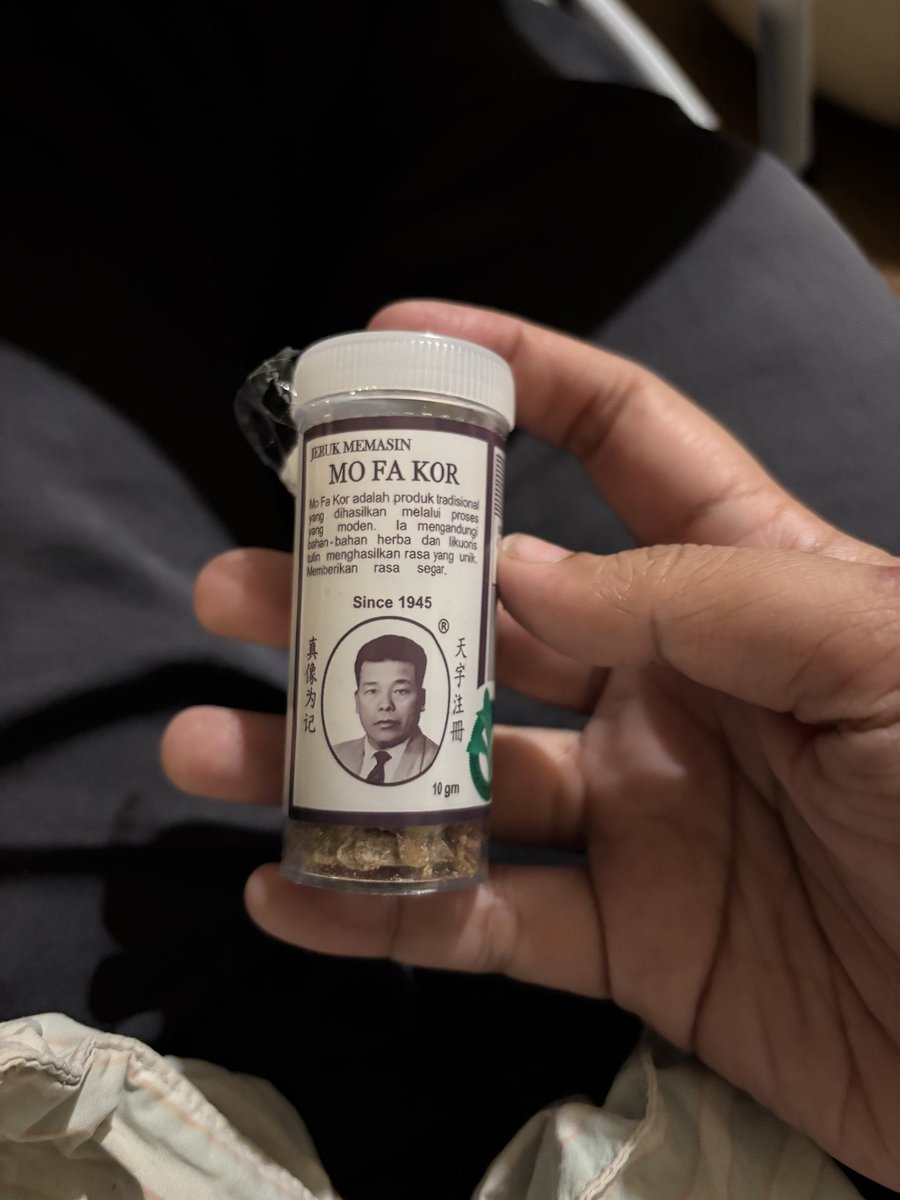 JERUK MEMASIN
MO FA KOR
Mo Fa Kor adalah produk tradisional
yang dihasilkan melalui proses
yang moden. Ia mengandungi
bahan-bahan herba dan likuoris
tulin menghasilkan rasa yang unik.
Memberikan rasa segar.
Since 1945
®
真像为记
天字注冊
10 gm